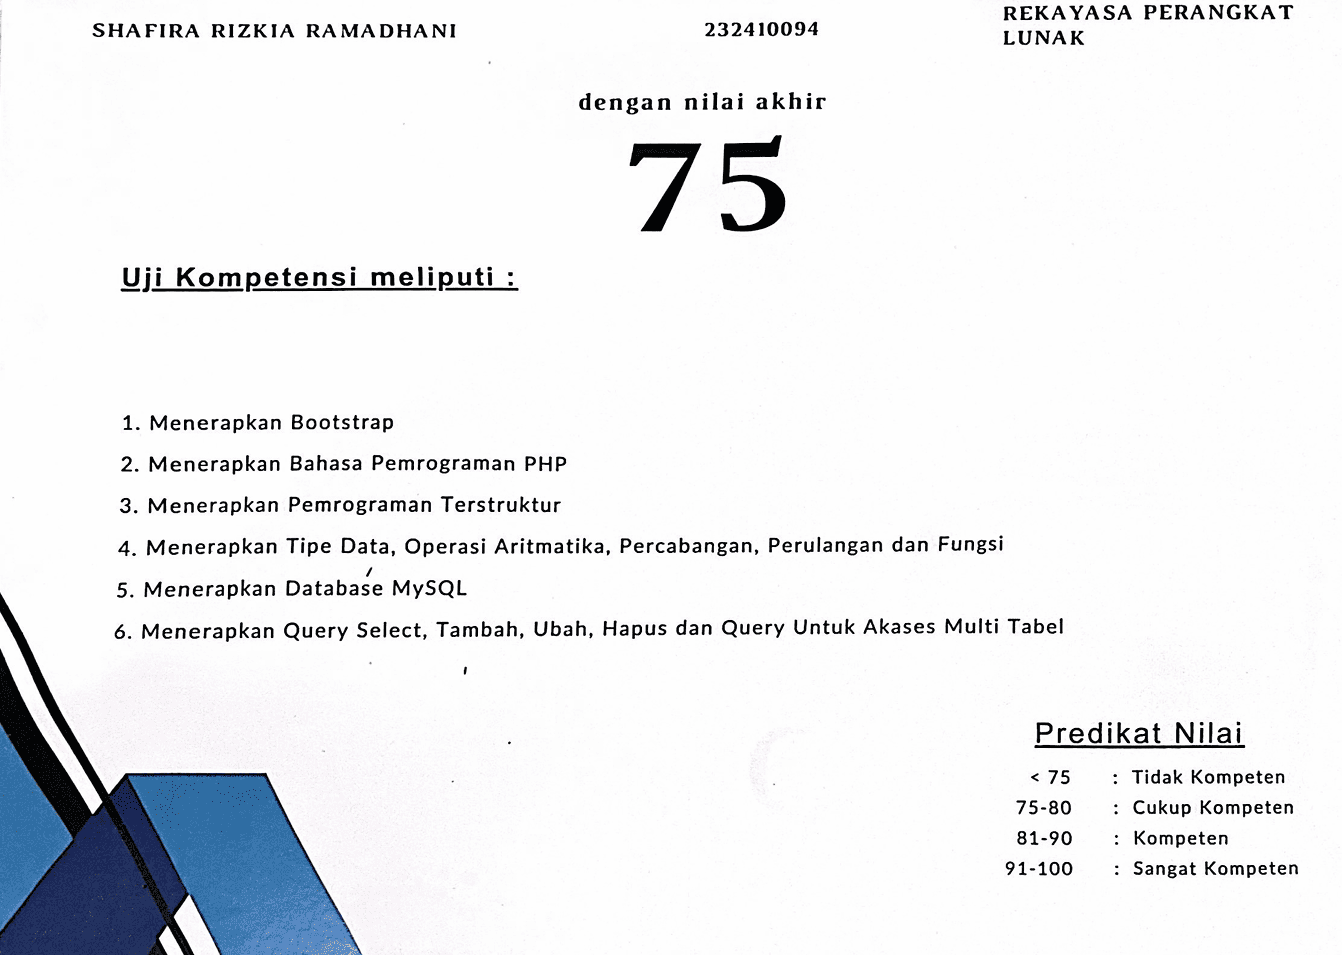 SHAFIRA RIZKIA RAMADHANI
232410094
REKAYASA PERANGKAT
LUNAK
dengan nilai akhir
75
Uji Kompetensi meliputi :
1. Menerapkan Bootstrap
2. Menerapkan Bahasa Pemrograman PHP
3. Menerapkan Pemrograman Terstruktur
4. Menerapkan Tipe Data, Operasi Aritmatika, Percabangan, Perulangan dan Fungsi
5. Menerapkan Database MySQL
6. Menerapkan Query Select, Tambah, Ubah, Hapus dan Query Untuk Akases Multi Tabel
Predikat Nilai
< 75 : Tidak Kompeten
75-80 : Cukup Kompeten
81-90 : Kompeten
91-100 : Sangat Kompeten